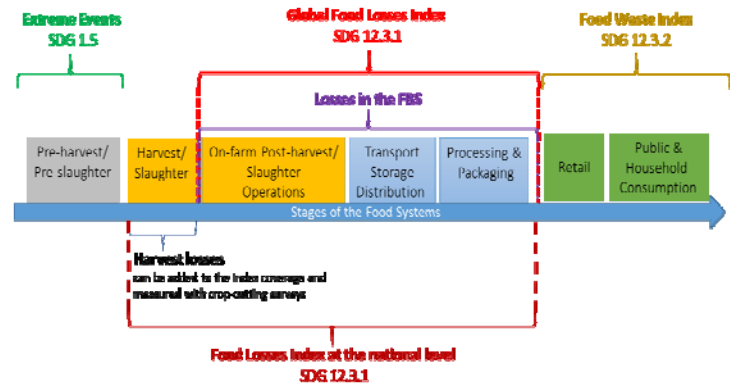 Extreme Events
SDG 1.5
Global Food Losses Index
SDG 12.3.1
Food Waste Index
SDG 12.3.2
Losses in the FBS
Pre-harvest/
Pre-slaughter
Harvest/
Slaughter
On-farm Post-harvest/
Slaughter
Operations
Transport
Storage
Distribution
Processing &
Packaging
Retail
Public &
Household
Consumption
Stages of the Food Systems
Harvest losses
can be added to the index coverage and
measured with crop-cutting surveys
Food Losses Index at the national level
SDG 12.3.1